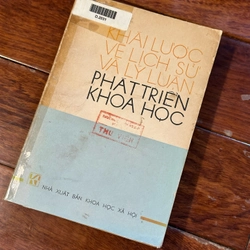 KHÁI LƯỢC
VỀ LỊCH SỬ
VÀ LÝ LUẬN
PHÁT TRIỂN
KHOA HỌC
NHÀ XUẤT BẢN KHOA HỌC XÃ HỘI